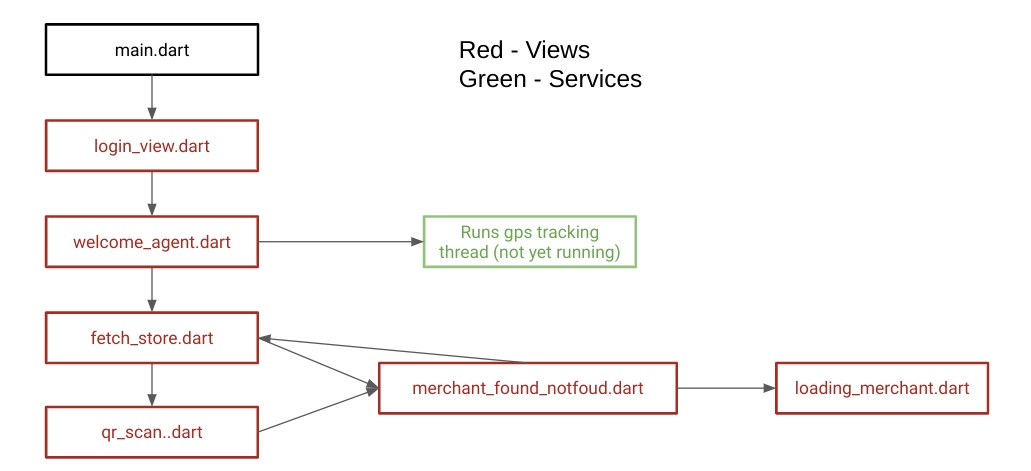 main.dart
Red - Views
Green - Services
login_view.dart
welcome_agent.dart
Runs gps tracking
thread (not yet running)
fetch_store.dart
merchant_found_notfoud.dart
loading_merchant.dart
qr_scan..dart